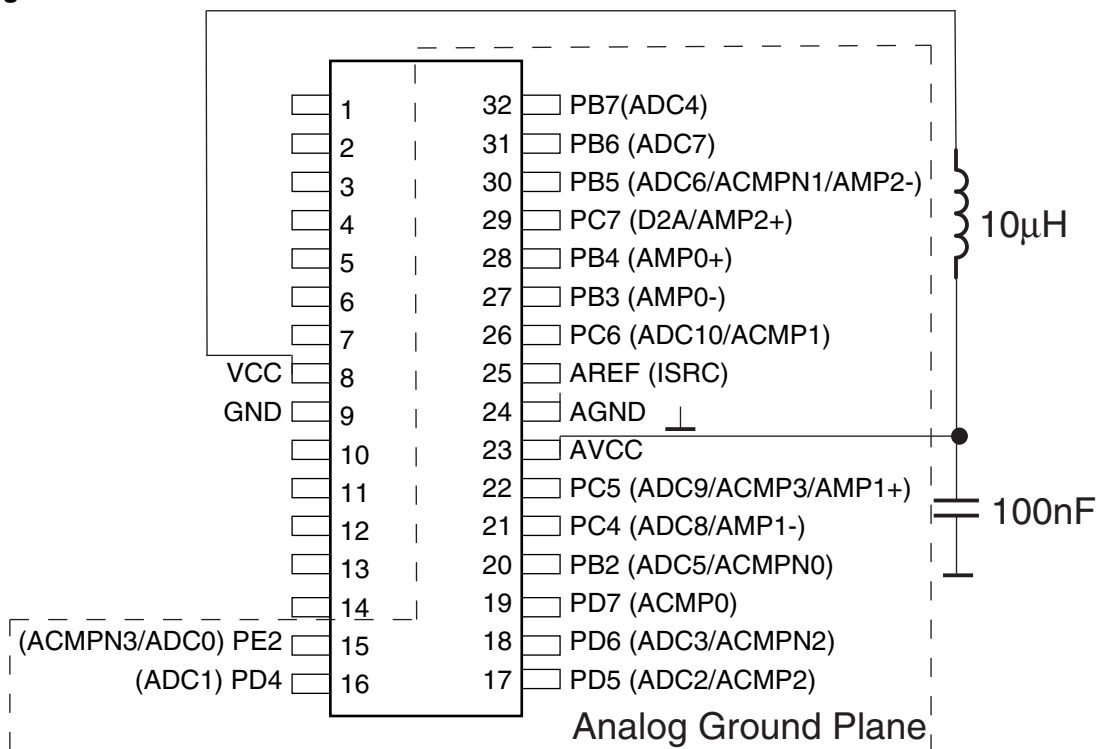 g
1
32
PB7(ADC4)
2
31
PB6 (ADC7)
3
30
PB5 (ADC6/ACMPN1/AMP2-)
4
29
PC7 (D2A/AMP2+)
10µH
5
28
PB4 (AMP0+)
6
27
PB3 (AMP0-)
7
26
PC6 (ADC10/ACMP1)
VCC
8
25
AREF (ISRC)
GND
9
24
AGND
10
23
AVCC
11
22
PC5 (ADC9/ACMP3/AMP1+)
100nF
12
21
PC4 (ADC8/AMP1-)
13
20
PB2 (ADC5/ACMPN0)
14
19
PD7 (ACMP0)
(ACMPN3/ADC0) PE2
15
18
PD6 (ADC3/ACMPN2)
(ADC1) PD4
16
17
PD5 (ADC2/ACMP2)
Analog Ground Plane